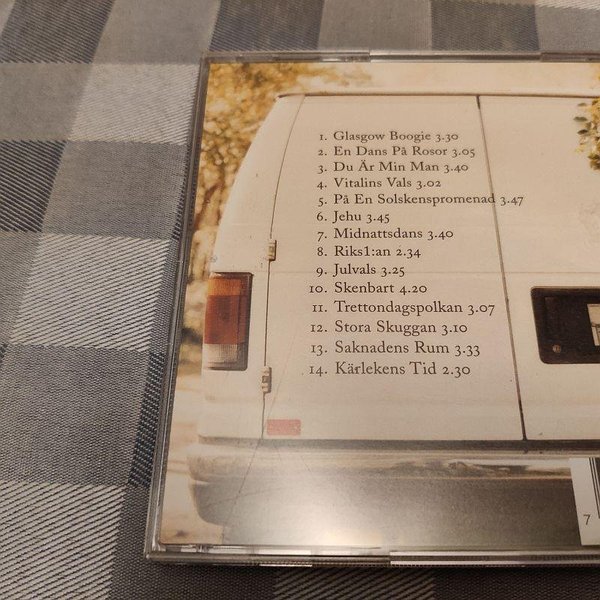 1. Glasgow Boogie 3.30
2. En Dans På Rosor 3.05
3. Du Är Min Man 3.40
4. Vitalins Vals 3.02
5. På En Solskenspromenad 3.47
6. Jehu 3.45
7. Midnattsdans 3.40
8. Riks1:an 2.34
9. Julvals 3.25
10. Skenbart 4.20
11. Trettondagspolkan 3.07
12. Stora Skuggan 3.10
13. Saknadens Rum 3.33
14. Kärlekens Tid 2.30
7